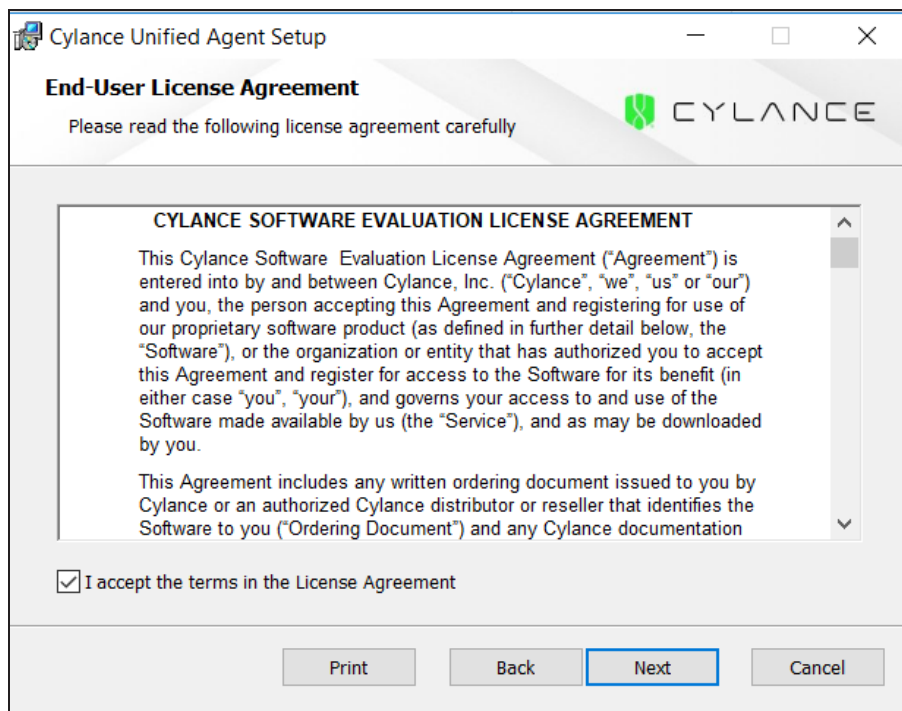 Cylance Unified Agent Setup
End-User License Agreement
Please read the following license agreement carefully
CYLANCE
CYLANCE SOFTWARE EVALUATION LICENSE AGREEMENT
This Cylance Software  Evaluation License Agreement (“Agreement”) is
entered into by and between Cylance, Inc. (“Cylance”, “we”, “us” or “our”)
and you, the person accepting this Agreement and registering for use of
our proprietary software product (as defined in further detail below, the
“Software”), or the organization or entity that has authorized you to accept
this Agreement and register for access to the Software for its benefit (in
either case “you”, “your”), and governs your access to and use of the
Software made available by us (the “Service”), and as may be downloaded
by you.
This Agreement includes any written ordering document issued to you by
Cylance or an authorized Cylance distributor or reseller that identifies the
Software to you (“Ordering Document”) and any Cylance documentation
I accept the terms in the License Agreement
Print
Back
Next
Cancel